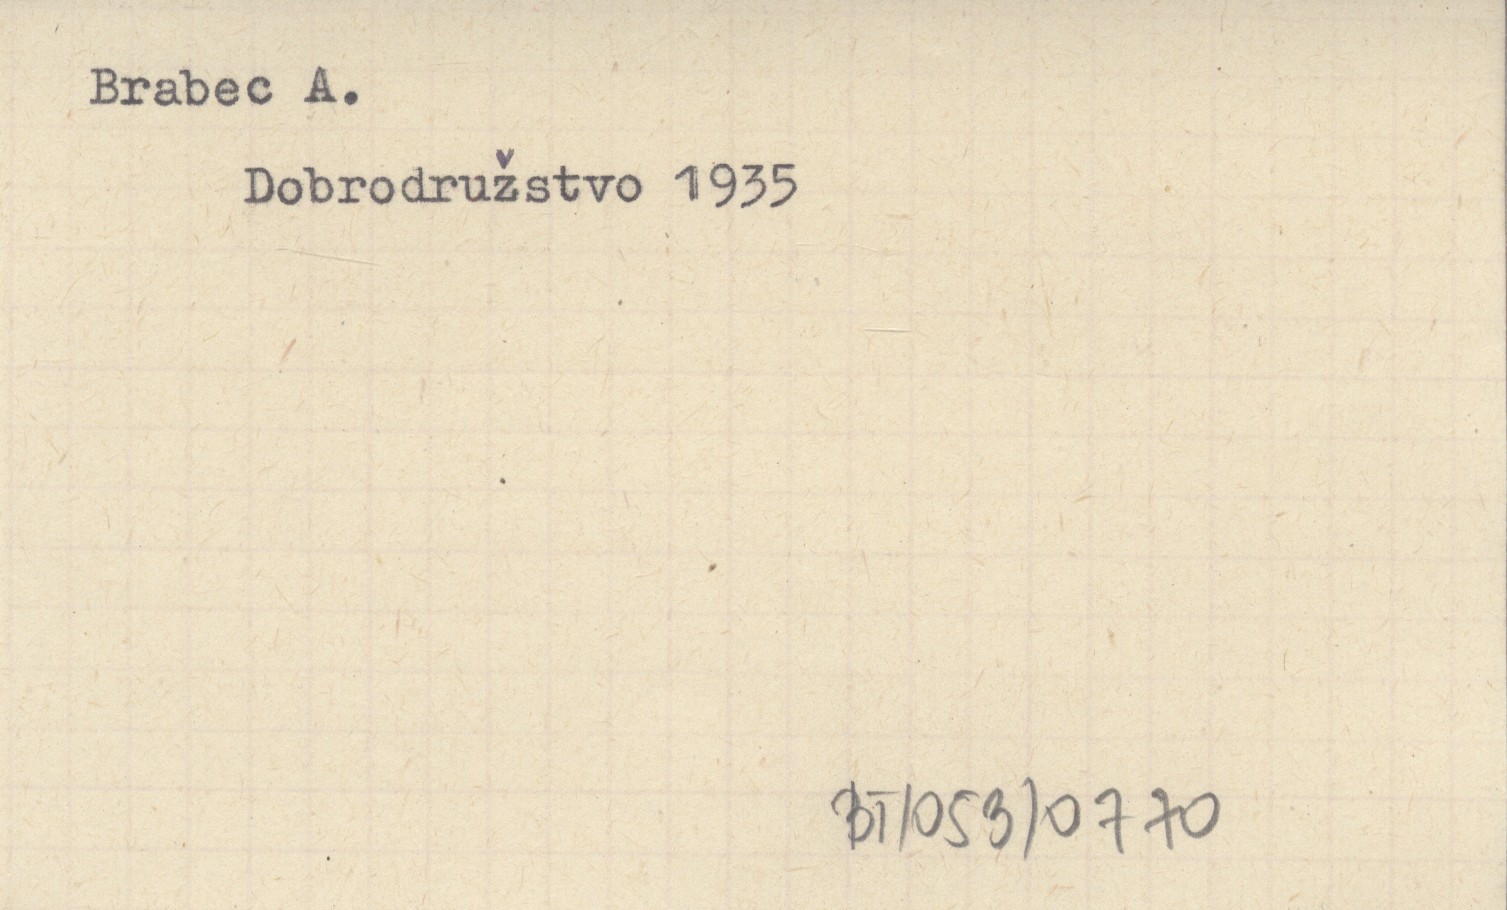 Brabec A.
Dobrodružstvo 1935
BT/053/0770